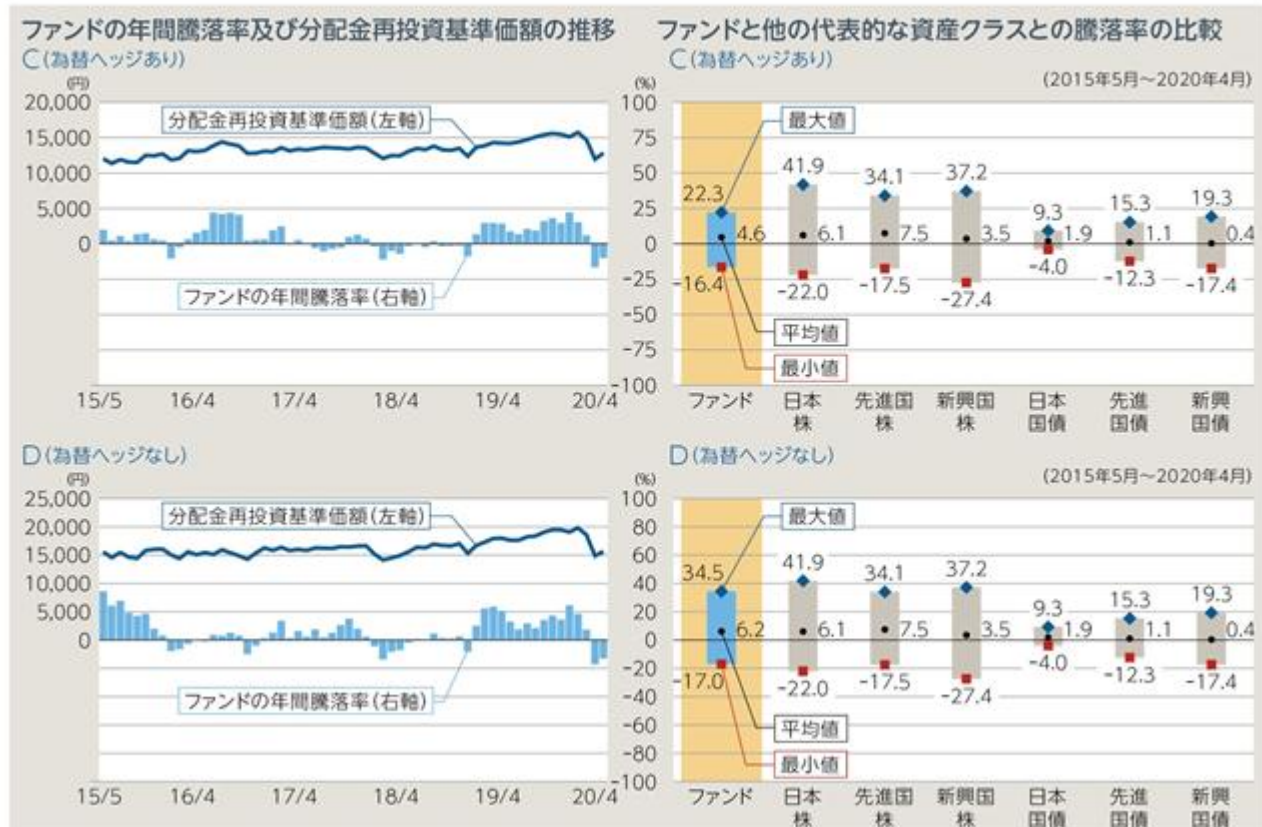 ファンドの年間騰落率及び分配金再投資基準価額の推移
C(為替ヘッジあり)
(円)
20,000
15,000
10,000
5,000
0
分配金再投資基準価額(左軸)
ファンドの年間騰落率(右軸)
15/5 16/4 17/4 18/4 19/4 20/4
ファンドと他の代表的な資産クラスとの騰落率の比較
C(為替ヘッジあり)
(2015年5月~2020年4月)
(%)
100
75
50
25
0
-25
-50
-75
-100
最大値
平均値
最小値
22.3 41.9 34.1 37.2 9.3 15.3 19.3
4.6 6.1 7.5 3.5 1.9 1.1 0.4
-16.4 -22.0 -17.5 -27.4 -4.0 -12.3 -17.4
ファンド 日本株 先進国株 新興国株 日本国債 先進国債 新興国債
D(為替ヘッジなし)
(円)
25,000
20,000
15,000
10,000
5,000
0
分配金再投資基準価額(左軸)
ファンドの年間騰落率(右軸)
15/5 16/4 17/4 18/4 19/4 20/4
D(為替ヘッジなし)
(2015年5月~2020年4月)
(%)
100
80
60
40
20
0
-20
-40
-60
-80
-100
最大値
平均値
最小値
34.5 41.9 34.1 37.2 9.3 15.3 19.3
6.2 6.1 7.5 3.5 1.9 1.1 0.4
-17.0 -22.0 -17.5 -27.4 -4.0 -12.3 -17.4
ファンド 日本株 先進国株 新興国株 日本国債 先進国債 新興国債